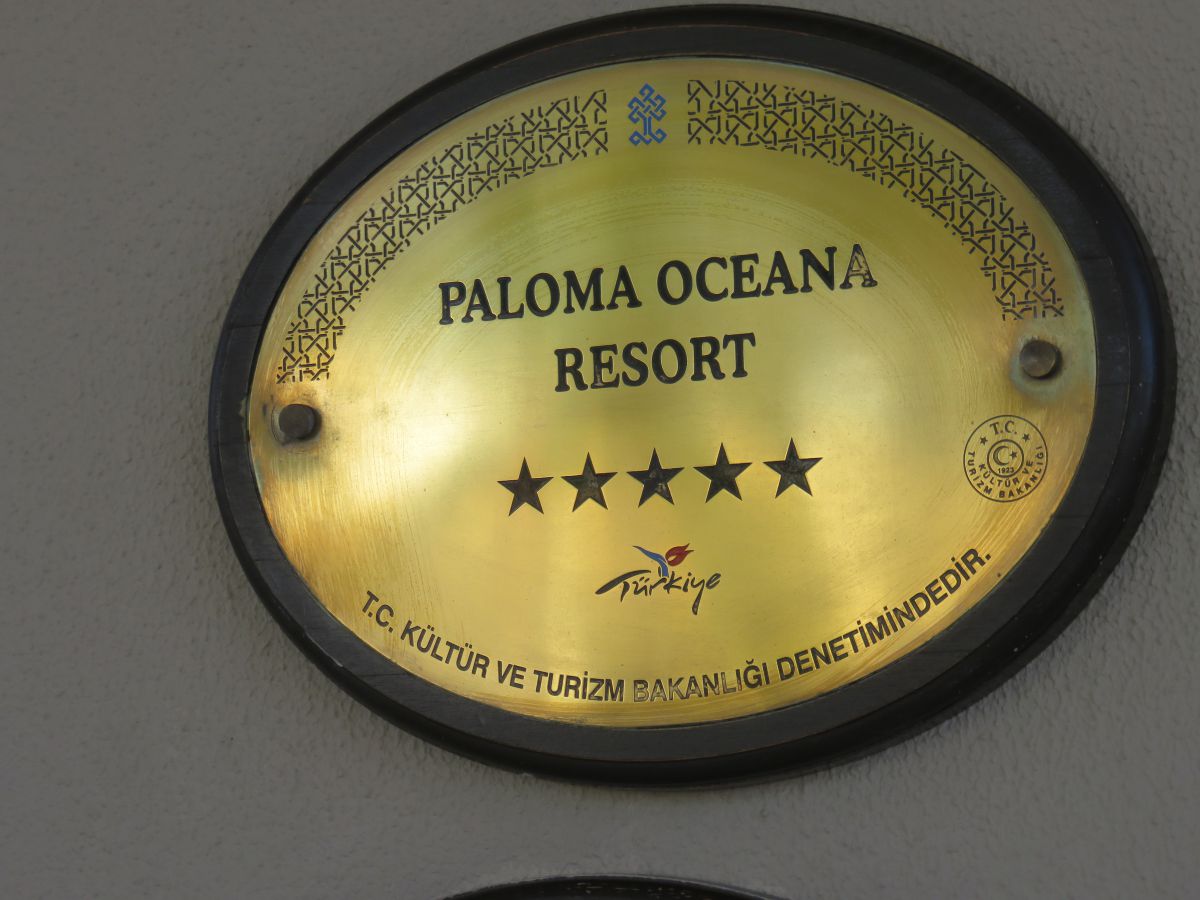 PALOMA OCEANA
RESORT
Türkiye
T.C.
KÜLTÜR VE
TURİZM BAKANLIĞI
1923
T.C. KÜLTÜR VE TURİZM BAKANLIĞI DENETİMİNDEDİR.